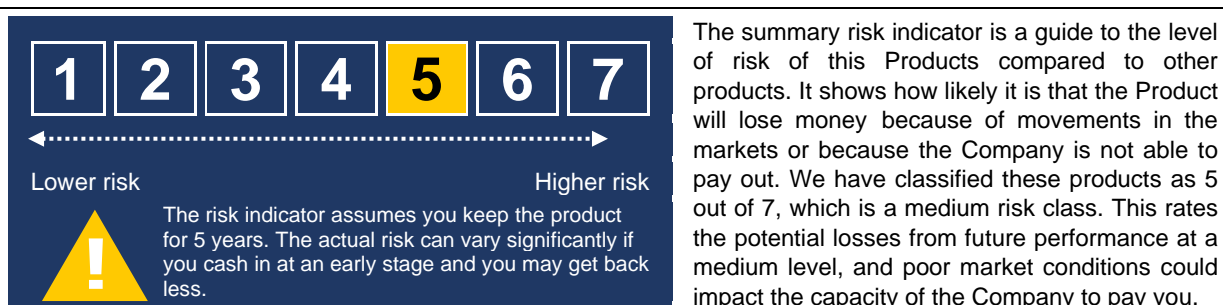 1 2 3 4 5 6 7
Lower risk Higher risk
!
The risk indicator assumes you keep the product
for 5 years. The actual risk can vary significantly if
you cash in at an early stage and you may get back
less.
The summary risk indicator is a guide to the level
of risk of this Products compared to other
products. It shows how likely it is that the Product
will lose money because of movements in the
markets or because the Company is not able to
pay out. We have classified these products as 5
out of 7, which is a medium risk class. This rates
the potential losses from future performance at a
medium level, and poor market conditions could
impact the capacity of the Company to pay you.